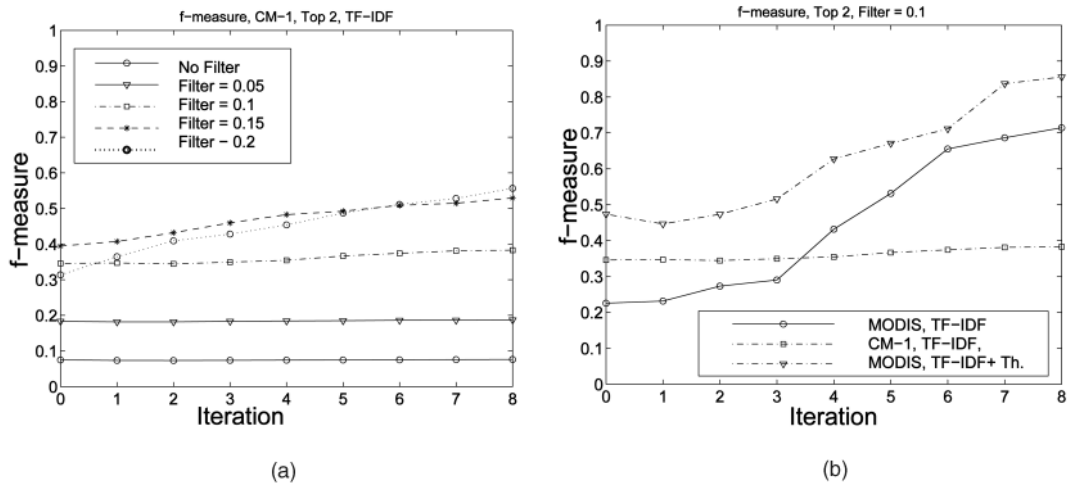 f-measure, CM-1, Top 2, TF-IDF
1
0.9
0.8
0.7
0.6
0.5
0.4
0.3
0.2
0.1
0
f-measure
No Filter
Filter = 0.05
Filter = 0.1
Filter = 0.15
Filter - 0.2
0 1 2 3 4 5 6 7 8
Iteration
(a)
f-measure, Top 2, Filter = 0.1
1
0.9
0.8
0.7
0.6
0.5
0.4
0.3
0.2
0.1
0
f-measure
MODIS, TF-IDF
CM-1, TF-IDF,
MODIS, TF-IDF+ Th.
0 1 2 3 4 5 6 7 8
Iteration
(b)